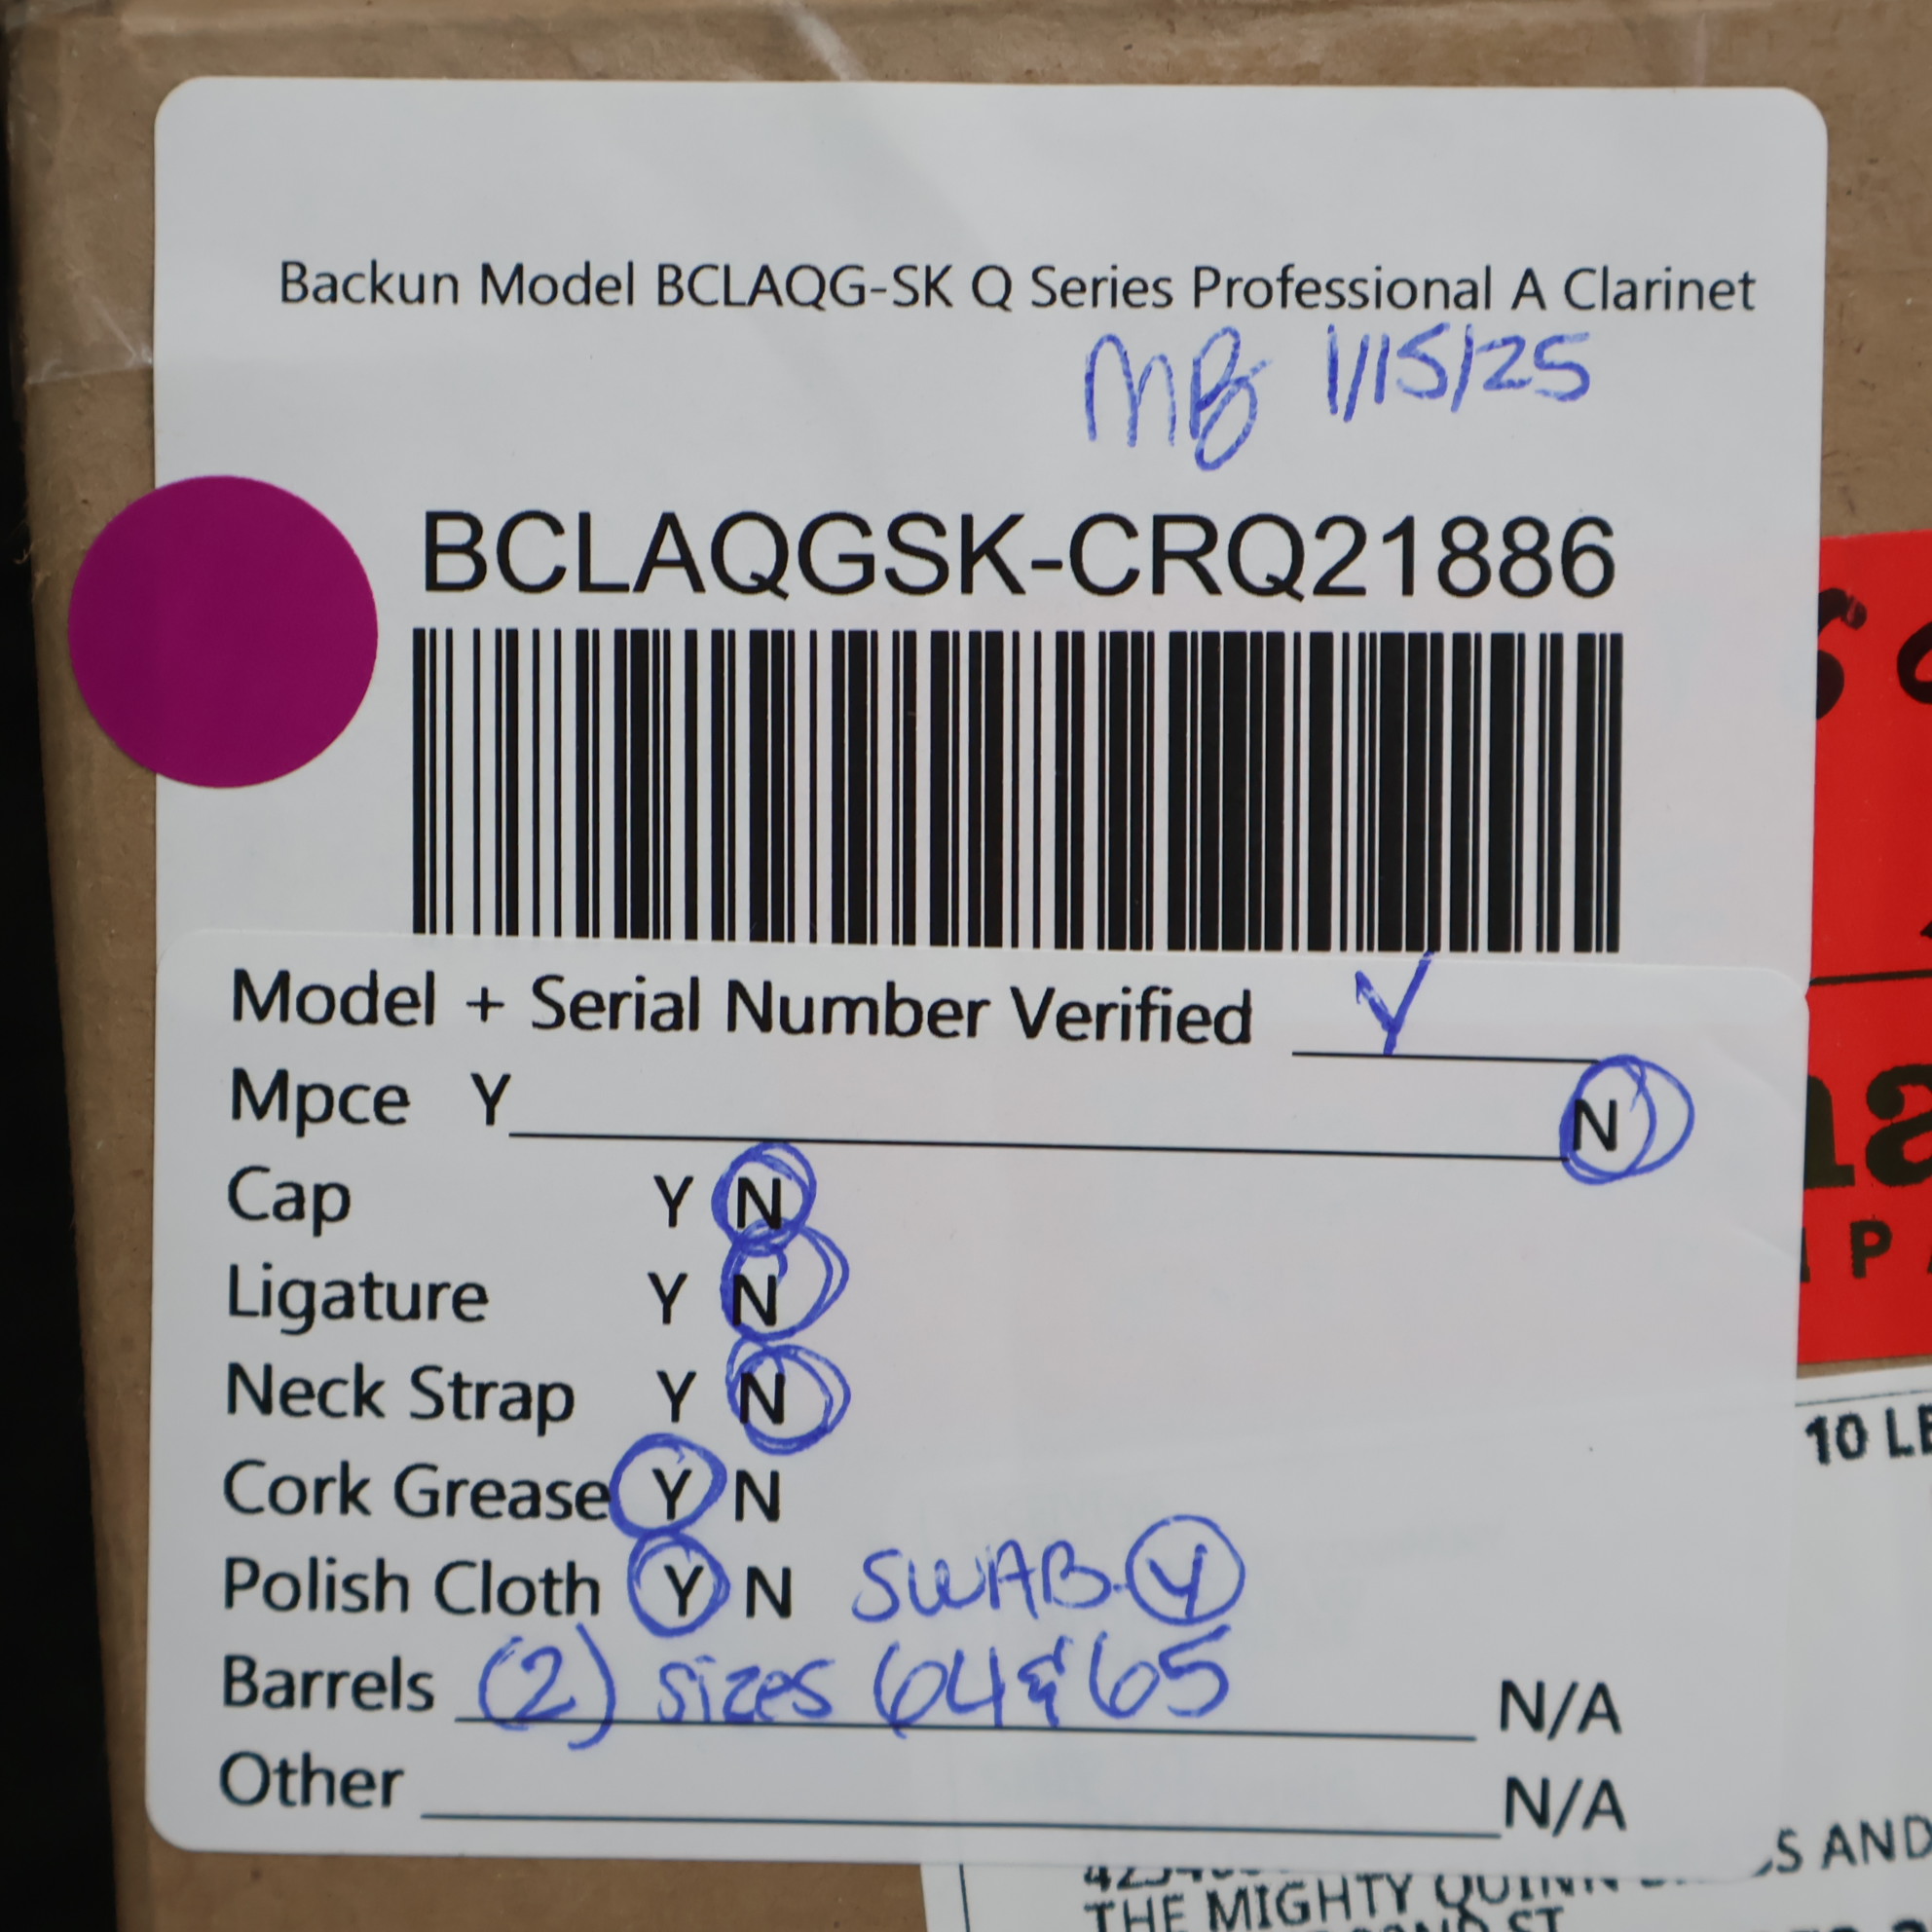 Backun Model BCLAQG-SK Q Series Professional A Clarinet
MB 1/15/25
BCLAQGSK-CRQ21886
Model + Serial Number Verified Y
Mpce Y N
Cap Y N
Ligature Y N
Neck Strap Y N
Cork Grease Y N
Polish Cloth Y N SWAB Y
Barrels (2) sizes 64 & 65 N/A
Other N/A
10 LE
S AND
THE MIGHTY QUINN
ST